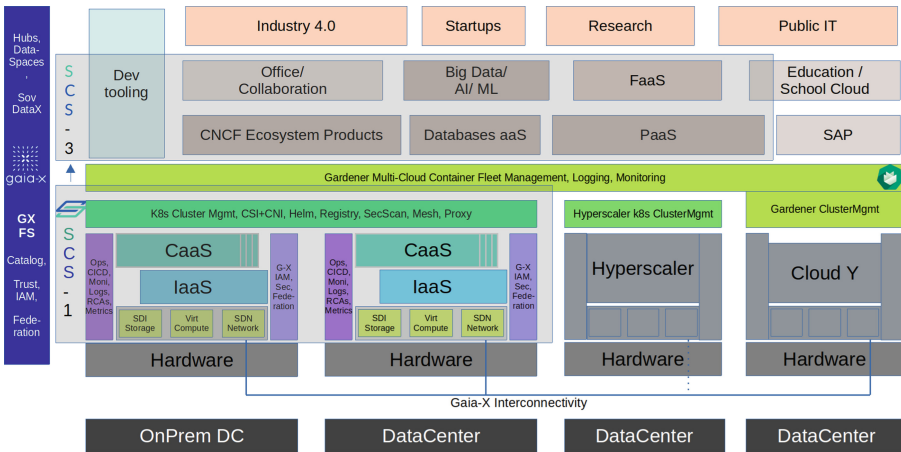 Hubs,
Data-
Spaces
,
Sov
DataX
gaia-x
GX
FS
Catalog,
Trust,
IAM,
Fede-
ration
Industry 4.0
Startups
Research
Public IT
S
C
S
-
3
Dev
tooling
Office/
Collaboration
Big Data/
AI/ ML
FaaS
Education /
School Cloud
CNCF Ecosystem Products
Databases aaS
PaaS
SAP
Gardener Multi-Cloud Container Fleet Management, Logging, Monitoring
S
C
S
-
1
K8s Cluster Mgmt, CSI+CNI, Helm, Registry, SecScan, Mesh, Proxy
Hyperscaler k8s ClusterMgmt
Gardener ClusterMgmt
Ops,
CICD,
Moni,
Logs,
RCAs,
Metrics
CaaS
IaaS
SDI
Storage
Virt
Compute
SDN
Network
G-X
IAM,
Sec,
Fede-
ration
Ops,
CICD,
Moni,
Logs,
RCAs,
Metrics
CaaS
IaaS
SDI
Storage
Virt
Compute
SDN
Network
G-X
IAM,
Sec,
Fede-
ration
Hyperscaler
Cloud Y
Hardware
Hardware
Hardware
Hardware
Gaia-X Interconnectivity
OnPrem DC
DataCenter
DataCenter
DataCenter